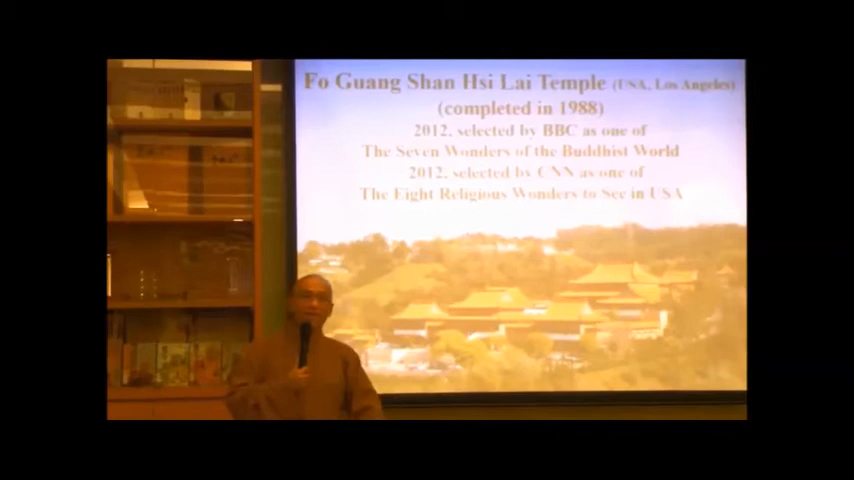 Fo Guang Shan Hsi Lai Temple (USA, Los Angeles)
(completed in 1988)
2012, selected by BBC as one of
The Seven Wonders of the Buddhist World
2012, selected by CNN as one of
The Eight Religious Wonders to See in USA